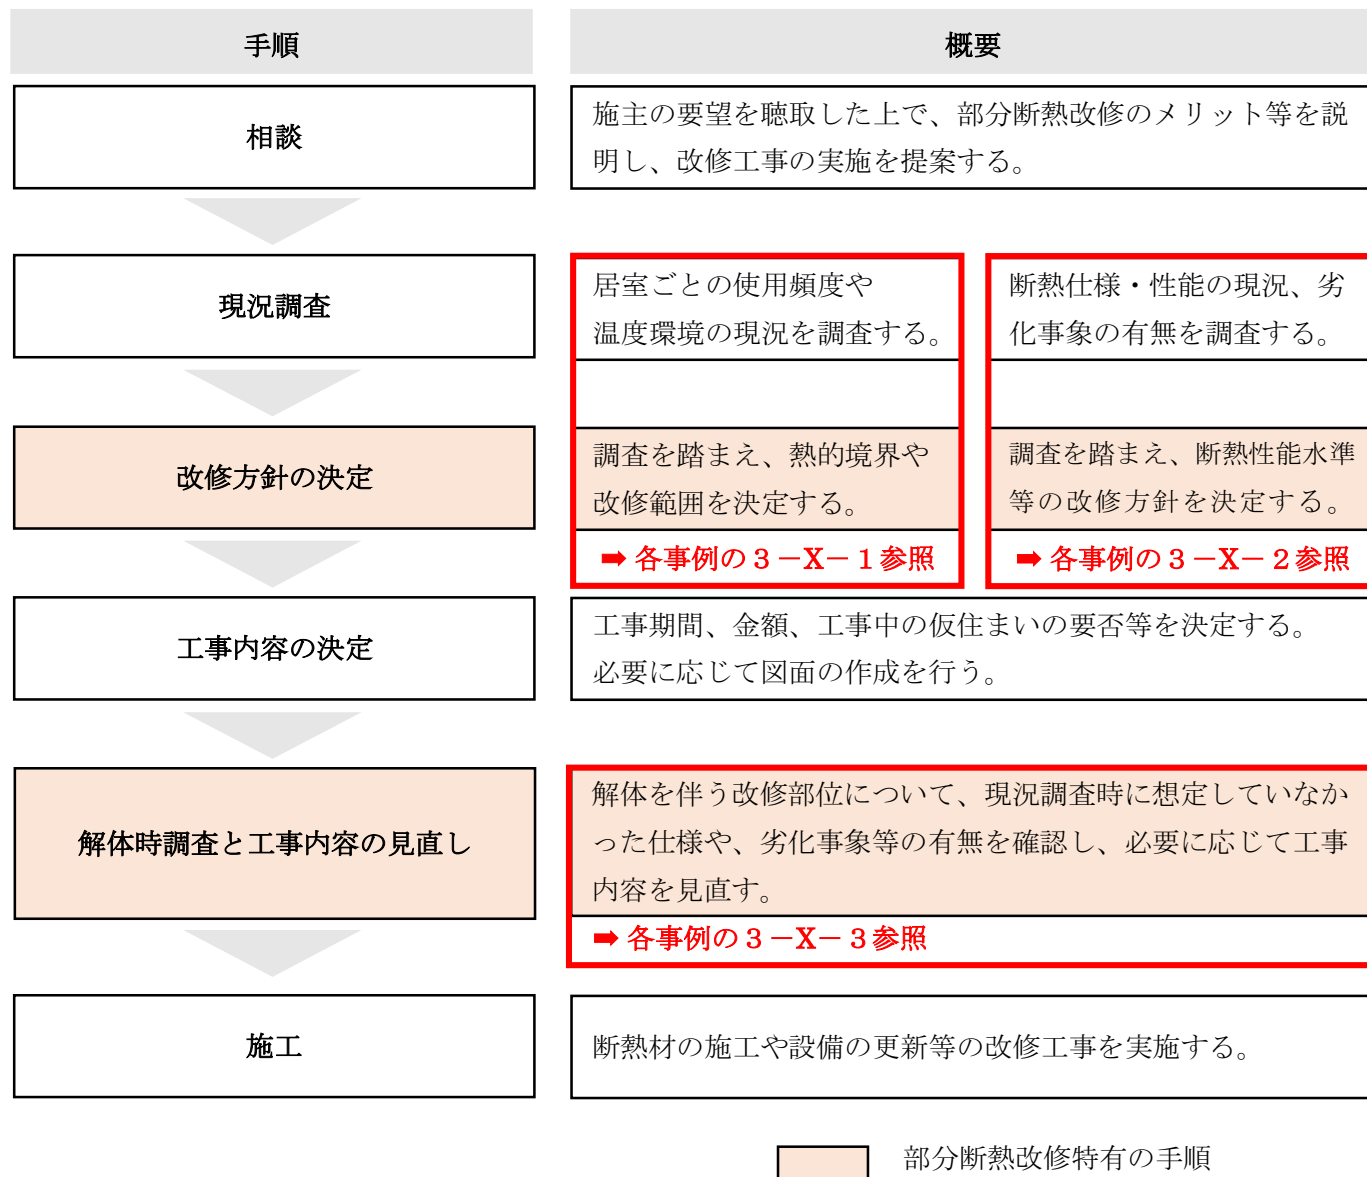 手順
概要
相談
施主の要望を聴取した上で、部分断熱改修のメリット等を説
明し、改修工事の実施を提案する。
現況調査
居室ごとの使用頻度や
温度環境の現況を調査する。
断熱仕様・性能の現況、劣
化事象の有無を調査する。
改修方針の決定
調査を踏まえ、熱的境界や
改修範囲を決定する。
➡ 各事例の３－X－１参照
調査を踏まえ、断熱性能水準
等の改修方針を決定する。
➡ 各事例の３－X－２参照
工事内容の決定
工事期間、金額、工事中の仮住まいの要否等を決定する。
必要に応じて図面の作成を行う。
解体時調査と工事内容の見直し
解体を伴う改修部位について、現況調査時に想定していなか
った仕様や、劣化事象等の有無を確認し、必要に応じて工事
内容を見直す。
➡ 各事例の３－X－３参照
施工
断熱材の施工や設備の更新等の改修工事を実施する。
部分断熱改修特有の手順